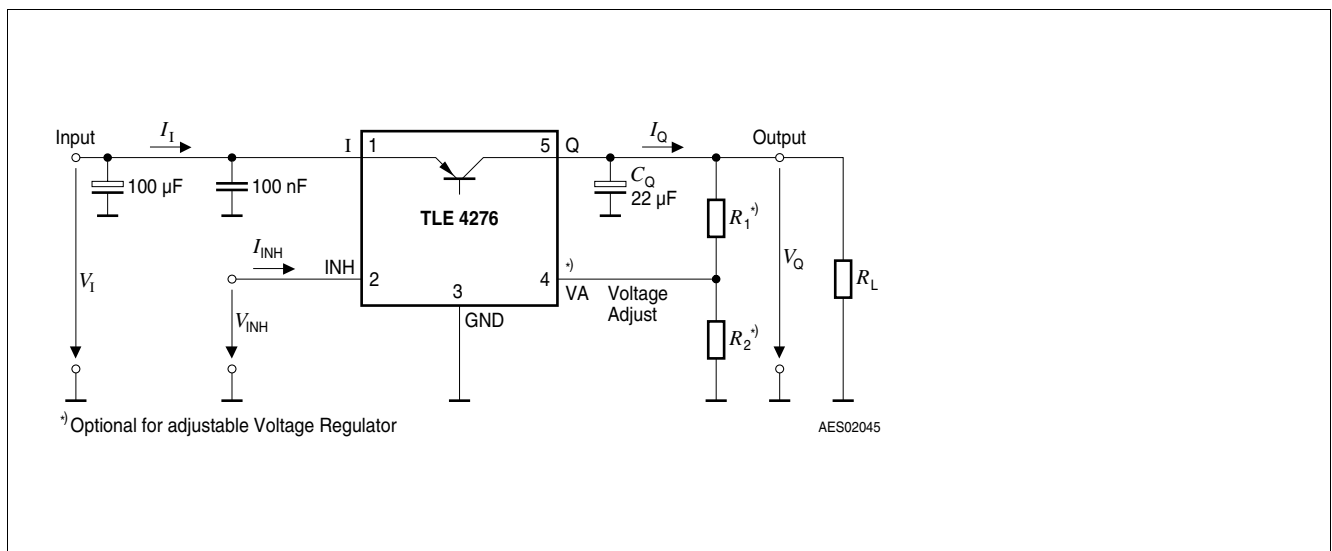 Input
I_I
I
1
5
Q
I_Q
Output
100 µF
100 nF
C_Q
22 µF
TLE 4276
R_1*)
I_INH
INH
2
V_I
V_INH
3
GND
4
*)
VA
Voltage
Adjust
V_Q
R_L
R_2*)
*) Optional for adjustable Voltage Regulator
AES02045